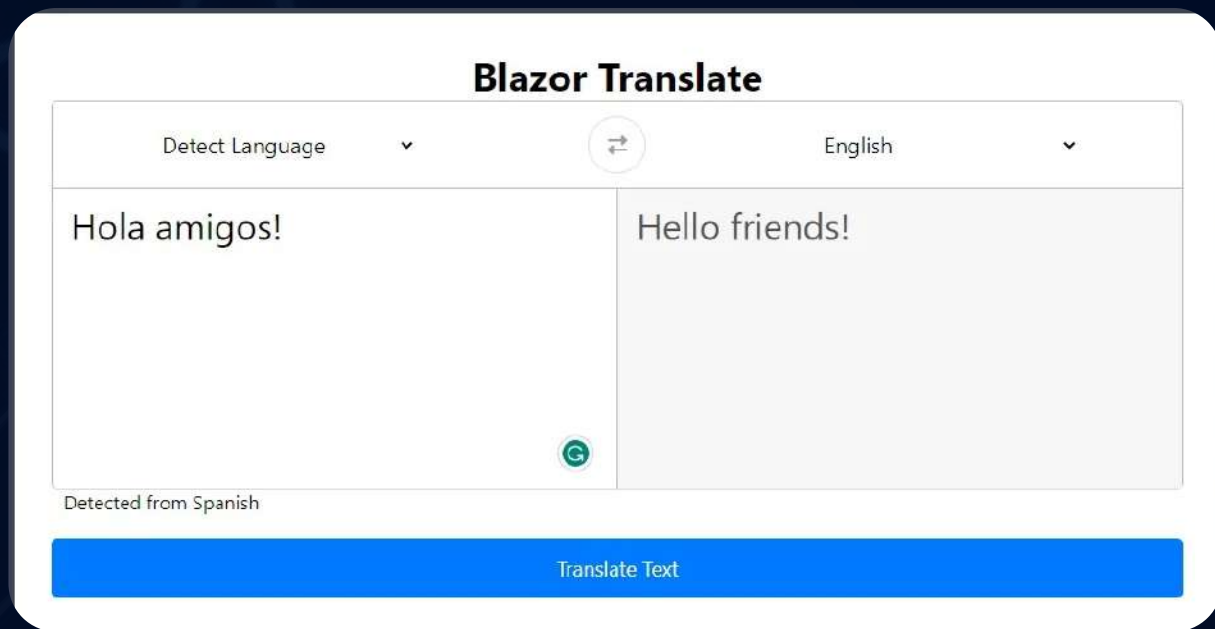 Blazor Translate
Detect Language
English
Hola amigos!
Hello friends!
Detected from Spanish
Translate Text